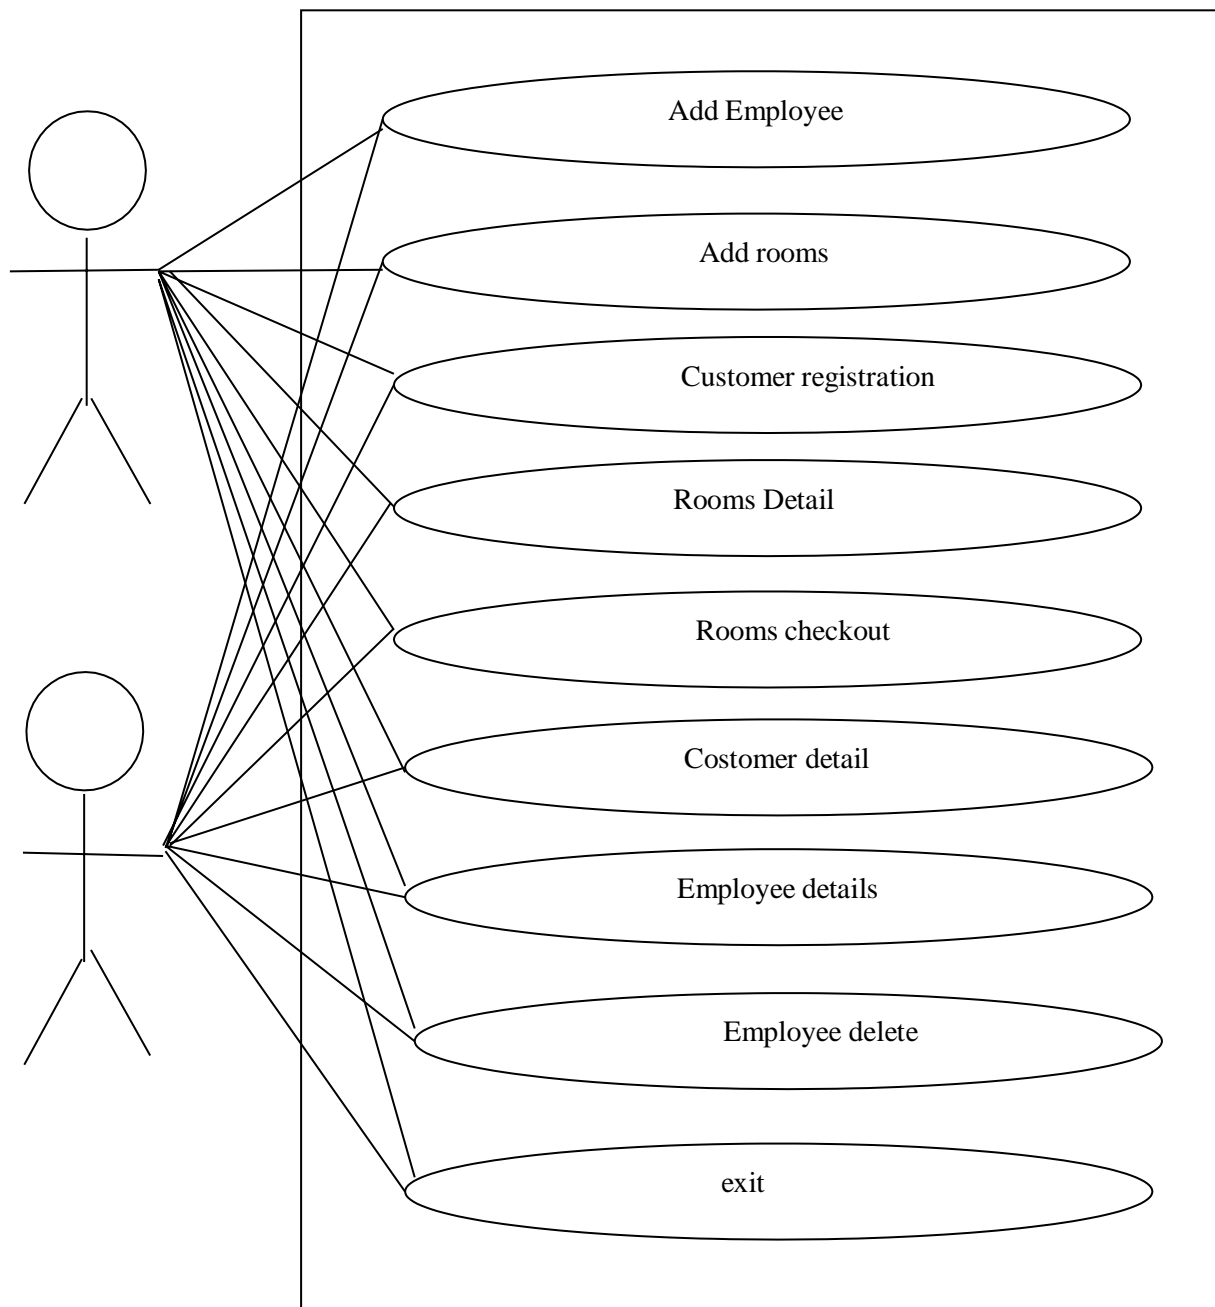 Add Employee
Add rooms
Customer registration
Rooms Detail
Rooms checkout
Costomer detail
Employee details
Employee delete
exit